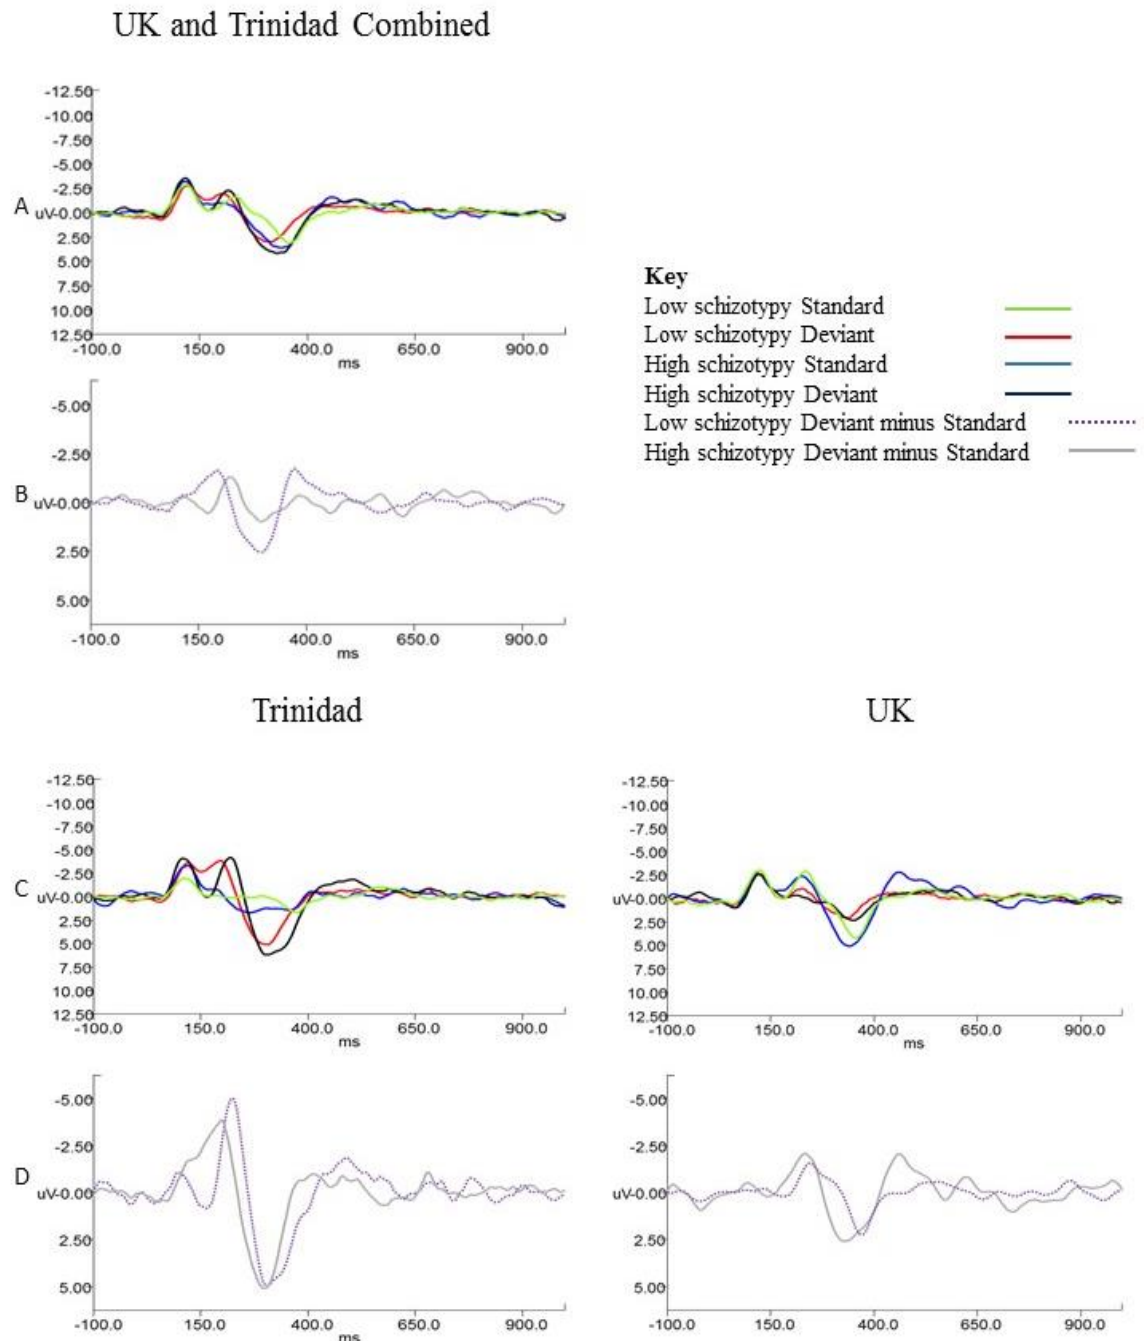 UK and Trinidad Combined
-12.50
-10.00
-7.50
-5.00
-2.50
A uV-0.00
2.50
5.00
7.50
10.00
12.50
-100.0 150.0 400.0 650.0 900.0
ms
Key
Low schizotypy Standard
Low schizotypy Deviant
High schizotypy Standard
High schizotypy Deviant
Low schizotypy Deviant minus Standard
High schizotypy Deviant minus Standard
-5.00
-2.50
B uV-0.00
2.50
5.00
-100.0 150.0 400.0 650.0 900.0
ms
Trinidad
-12.50
-10.00
-7.50
-5.00
-2.50
C uV-0.00
2.50
5.00
7.50
10.00
12.50
-100.0 150.0 400.0 650.0 900.0
ms
UK
-12.50
-10.00
-7.50
-5.00
-2.50
uV-0.00
2.50
5.00
7.50
10.00
12.50
-100.0 150.0 400.0 650.0 900.0
ms
-5.00
-2.50
D uV-0.00
2.50
5.00
-100.0 150.0 400.0 650.0 900.0
ms
-5.00
-2.50
uV-0.00
2.50
5.00
-100.0 150.0 400.0 650.0 900.0
ms